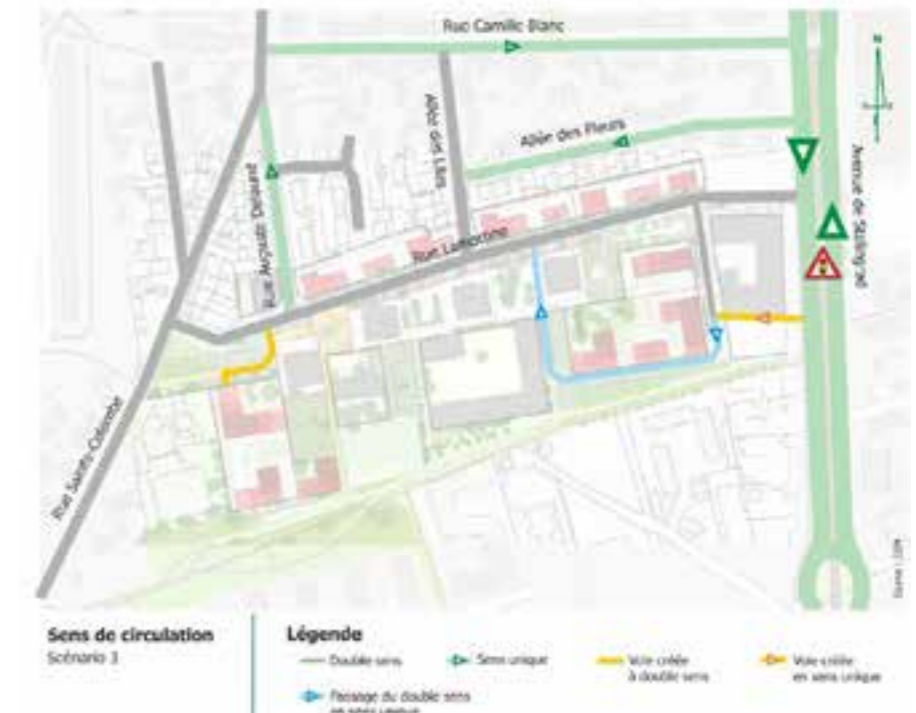 Rue Camille Blanc
Allée des Fleurs
Allée des Lilas
Avenue de Stalingrad
Rue Auguste Delaune
Rue Lamartine
Rue Sainte-Colombe
Sens de circulation
Scénario 3
Légende
Double sens
Sens unique
Voie créée
à double sens
Voie créée
en sens unique
Passage du double sens
en sens unique